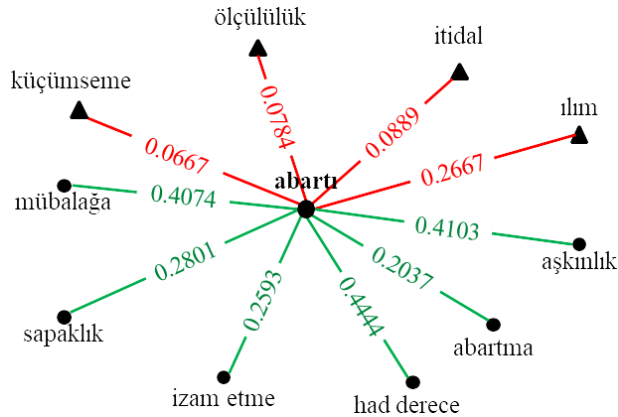 ölçülülük
itidal
küçümseme
ılım
0.0784
0.0889
0.0667
0.2667
abartı
mübalağa
0.4074
0.4103
aşkınlık
0.2801
0.2037
0.2593
0.4444
sapaklık
abartma
izam etme
had derece